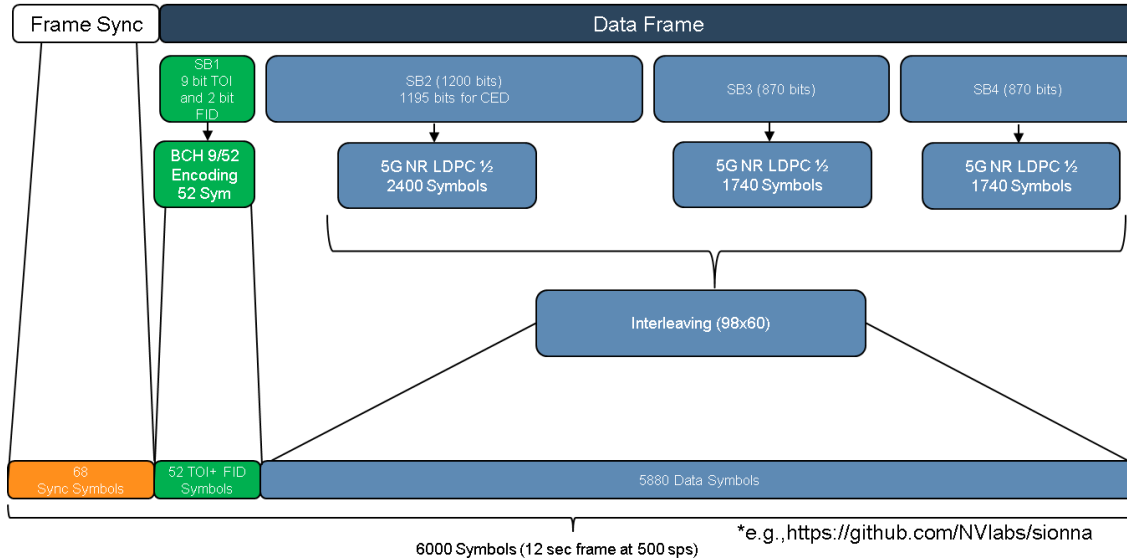 Frame Sync
Data Frame
SB1
9 bit TOI
and 2 bit
FID
SB2 (1200 bits)
1195 bits for CED
SB3 (870 bits)
SB4 (870 bits)
BCH 9/52
Encoding
52 Sym
5G NR LDPC ½
2400 Symbols
5G NR LDPC ½
1740 Symbols
5G NR LDPC ½
1740 Symbols
Interleaving (98x60)
68
Sync Symbols
52 TOI+ FID
Symbols
5880 Data Symbols
6000 Symbols (12 sec frame at 500 sps)
*e.g.,https://github.com/NVlabs/sionna